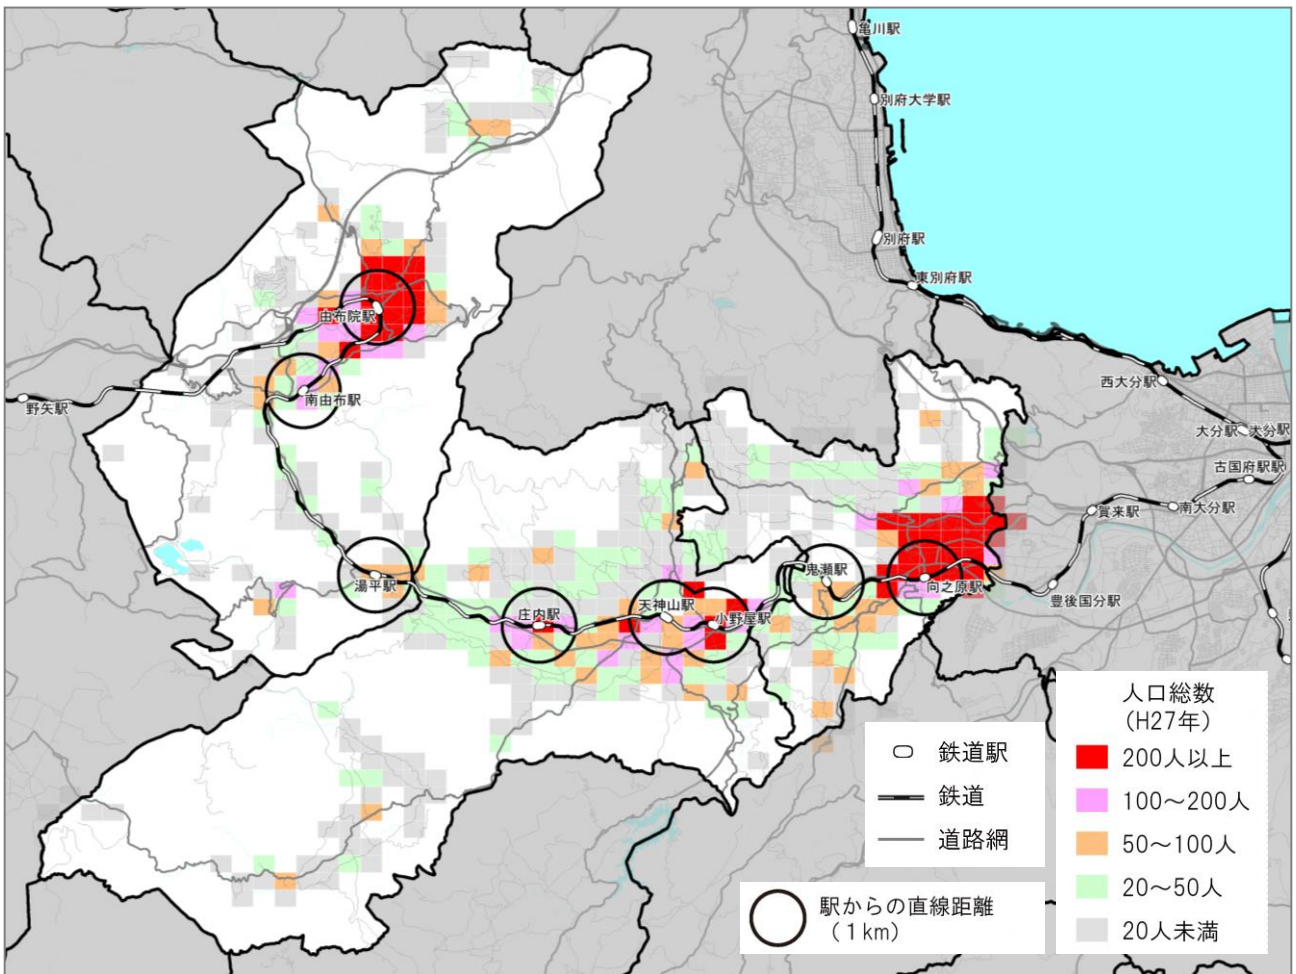 亀川駅
別府大学駅
別府駅
東別府駅
由布院駅
西大分駅
南由布駅
野矢駅
大分駅
古国府駅
賀来駅
南大分駅
鬼瀬駅
湯平駅
向之原駅
豊後国分駅
庄内駅
天神山駅
小野屋駅
鉄道駅
鉄道
道路網
駅からの直線距離
（１km）
人口総数
（H27年）
200人以上
100～200人
50～100人
20～50人
20人未満